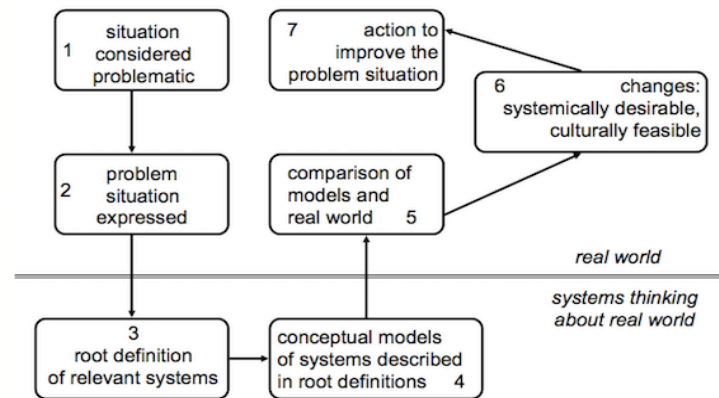 1
situation
considered
problematic
7
action to
improve the
problem situation
6
changes:
systemically desirable,
culturally feasible
2
problem
situation
expressed
comparison of
models and
real world 5
real world
systems thinking
about real world
3
root definition
of relevant systems
conceptual models
of systems described
in root definitions 4